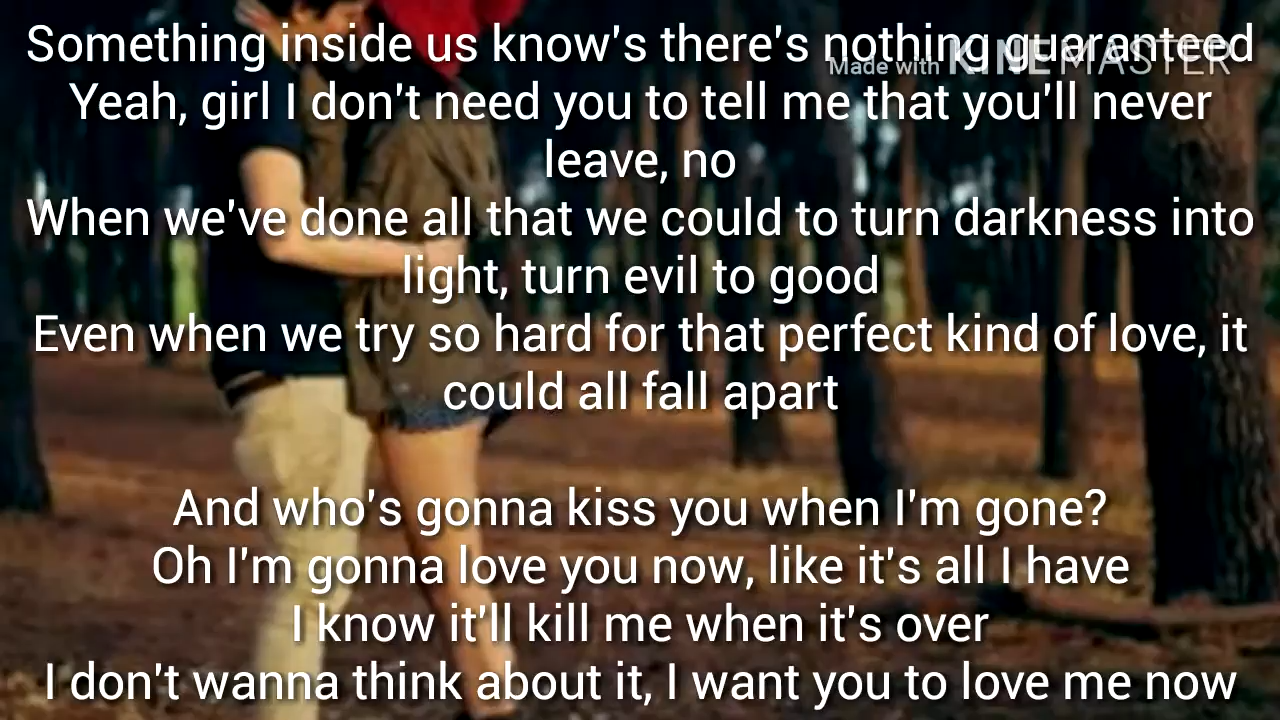 Something inside us know's there's nothing guaranteed
Made with KINEMASTER
Yeah, girl I don't need you to tell me that you'll never
leave, no
When we've done all that we could to turn darkness into
light, turn evil to good
Even when we try so hard for that perfect kind of love, it
could all fall apart
And who's gonna kiss you when I'm gone?
Oh I'm gonna love you now, like it's all I have
I know it'll kill me when it's over
I don't wanna think about it, I want you to love me now